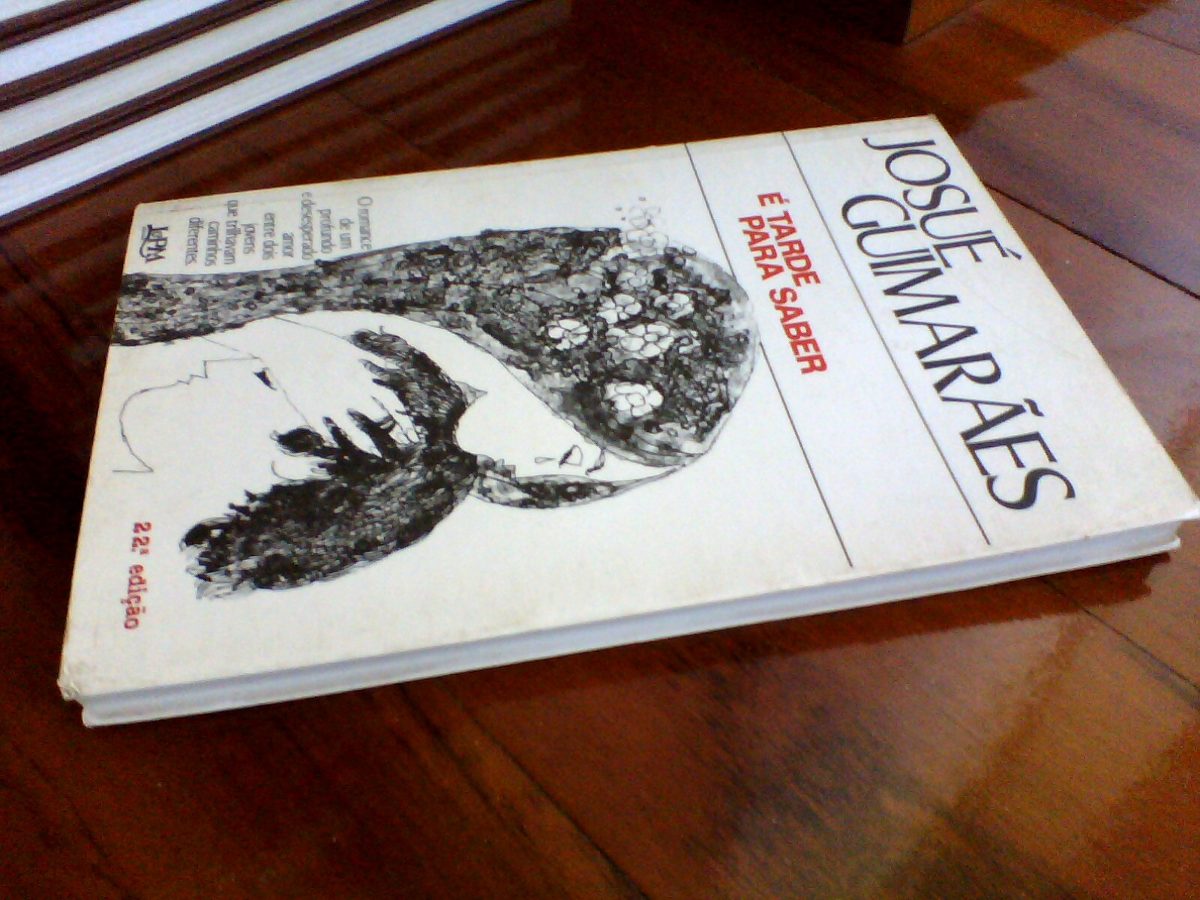 JOSUÉ
GUIMARÃES
É TARDE
PARA SABER
O romance
de um
profundo
e desesperado
amor
entre dois
jovens
que trilhavam
caminhos
diferentes.
L&PM
22ª edição